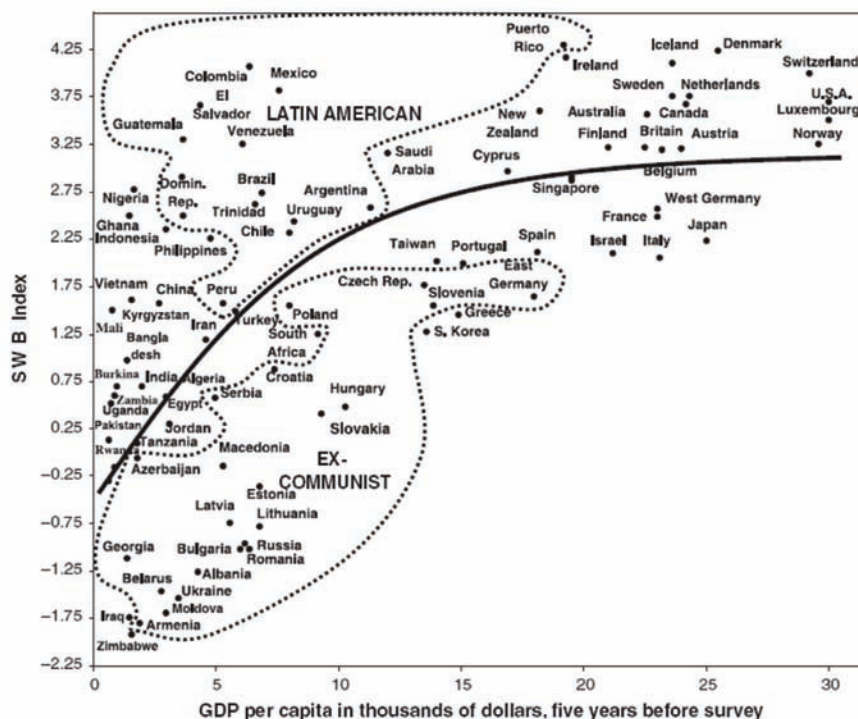 SWB Index
4.25
3.75
3.25
2.75
2.25
1.75
1.25
0.75
0.25
−0.25
−0.75
−1.25
−1.75
−2.25
Puerto
Rico
Ireland
Iceland
Denmark
Switzerland
Colombia
Mexico
Sweden
Netherlands
U.S.A.
El
Salvador
LATIN AMERICAN
New
Zealand
Australia
Canada
Luxembourg
Guatemala
Venezuela
Finland
Britain
Austria
Norway
Saudi
Arabia
Cyprus
Belgium
Nigeria
Domin.
Rep.
Brazil
Argentina
Singapore
Ghana
Trinidad
Uruguay
West Germany
France
Indonesia
Chile
Japan
Philippines
Taiwan
Portugal
Spain
Israel
Italy
Vietnam
China
Peru
Czech Rep.
East
Germany
Mali
Kyrgyzstan
Iran
Turkey
Poland
Slovenia
Greece
Bangla
desh
South
Africa
S. Korea
Burkina
India
Algeria
Croatia
Zambia
Uganda
Egypt
Serbia
Hungary
Pakistan
Jordan
Slovakia
Rwanda
Tanzania
Macedonia
Azerbaijan
EX-
COMMUNIST
Estonia
Latvia
Lithuania
Georgia
Bulgaria
Russia
Romania
Belarus
Albania
Ukraine
Iraq
Moldova
Armenia
Zimbabwe
0 5 10 15 20 25 30
GDP per capita in thousands of dollars, five years before survey